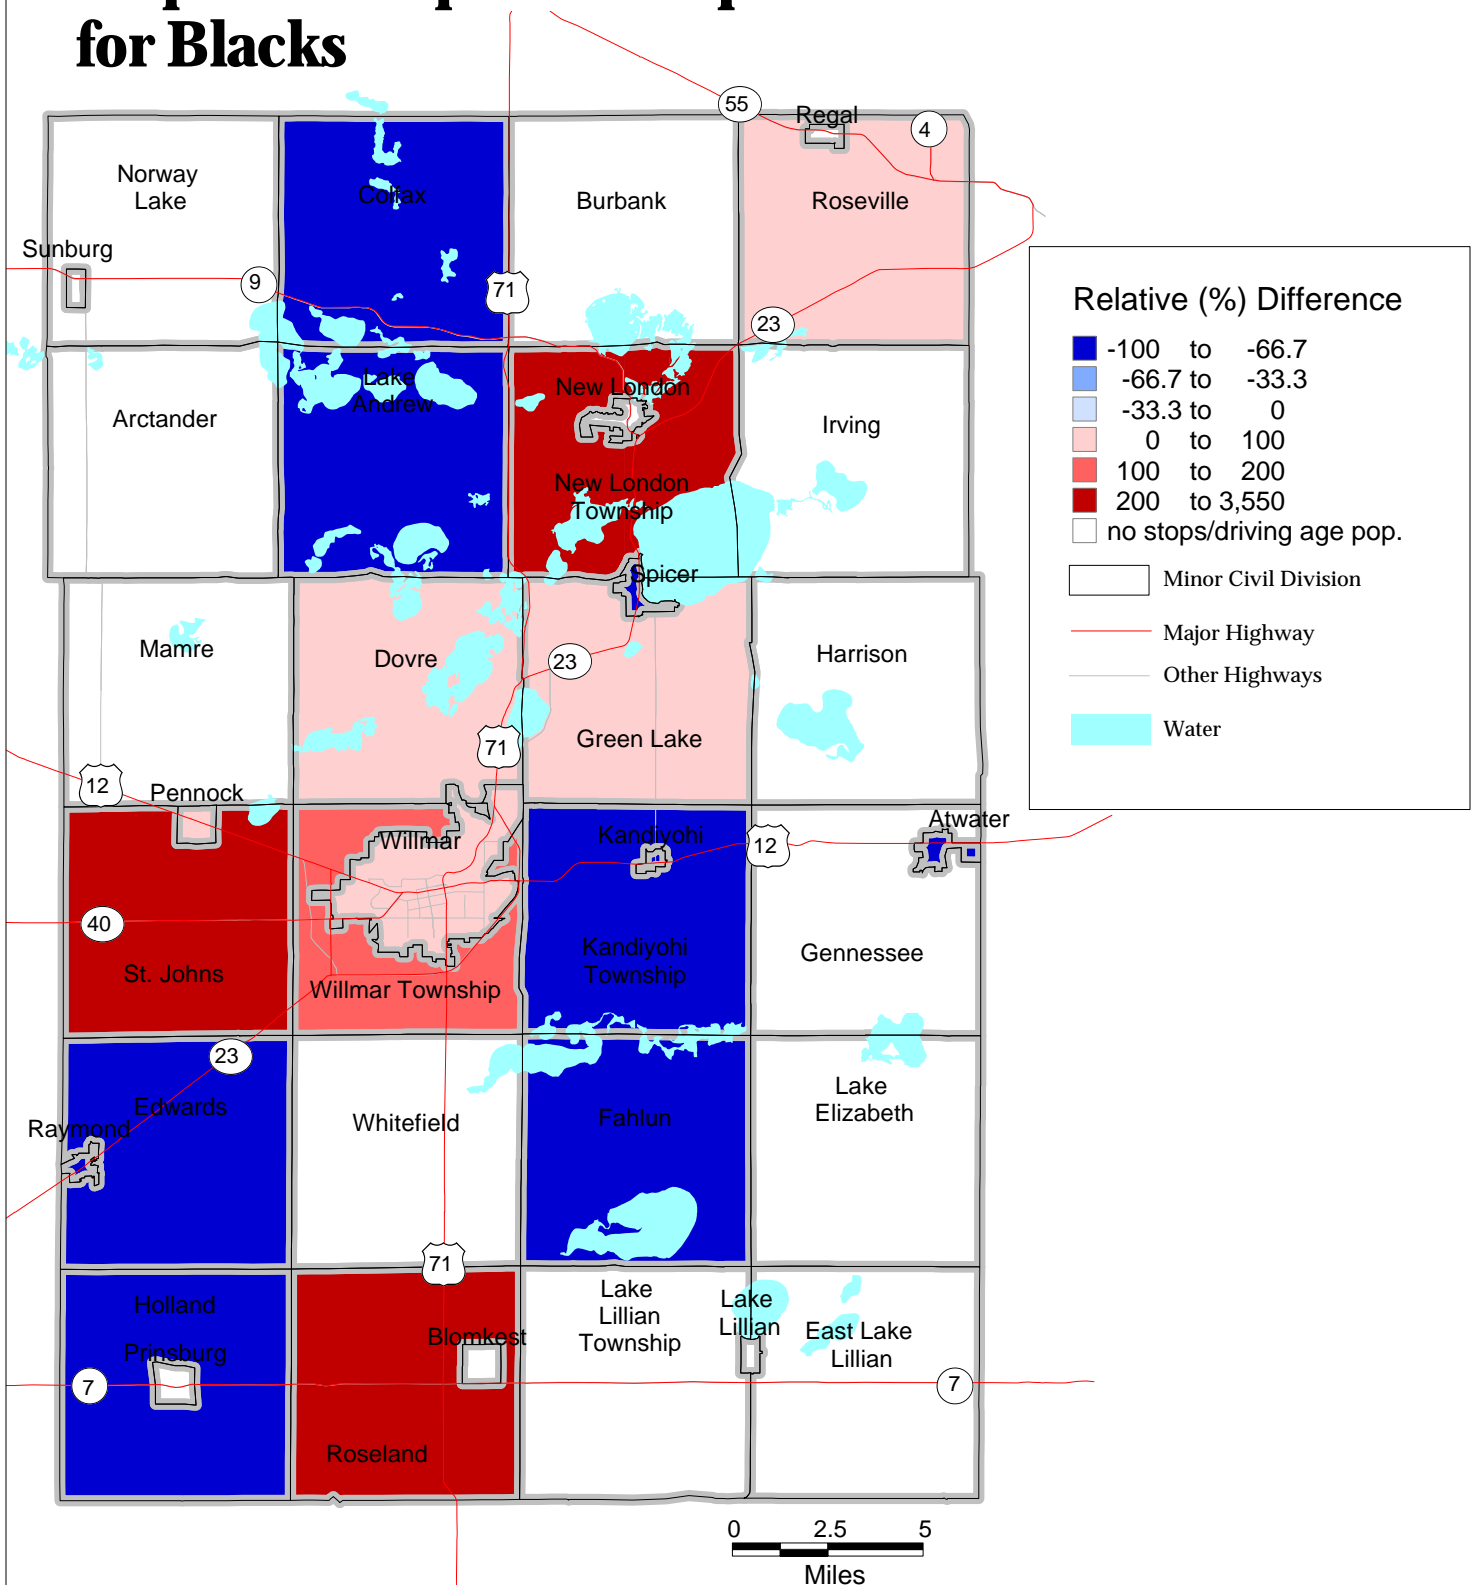 for Blacks
55
Regal
4
Norway
Lake
Colfax
Burbank
Roseville
Sunburg
9
71
23
Relative (%) Difference
-100 to -66.7
-66.7 to -33.3
-33.3 to 0
0 to 100
100 to 200
200 to 3,550
no stops/driving age pop.
Minor Civil Division
Major Highway
Other Highways
Water
Arctander
Lake
Andrew
New London
Irving
New London
Township
Spicer
Mamre
Dovre
23
Harrison
71
Green Lake
12
Pennock
Willmar
Kandiyohi
12
Atwater
40
St. Johns
Willmar Township
Kandiyohi
Township
Gennessee
23
Edwards
Raymond
Whitefield
Fahlun
Lake
Elizabeth
71
Holland
Prinsburg
7
Blomkest
Roseland
Lake
Lillian
Township
Lake
Lillian
East Lake
Lillian
7
0 2.5 5
Miles